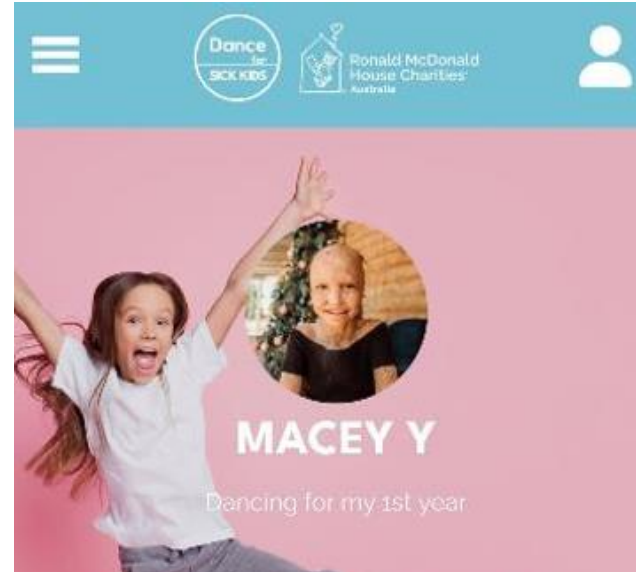 Dance
for
SICK KIDS
Ronald McDonald
House Charities
Australia
MACEY Y
Dancing for my 1st year